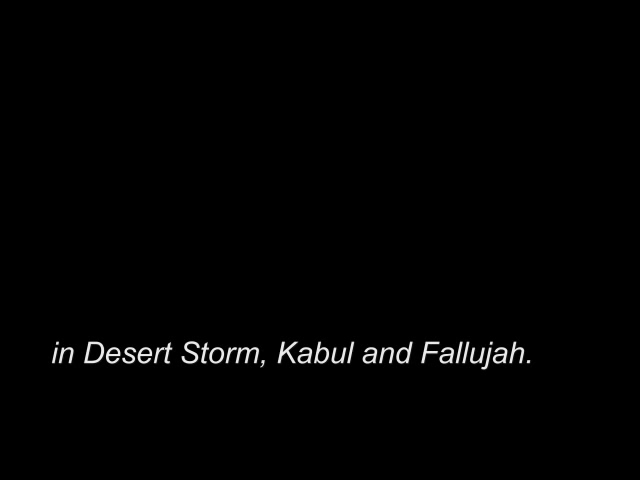 in Desert Storm, Kabul and Fallujah.